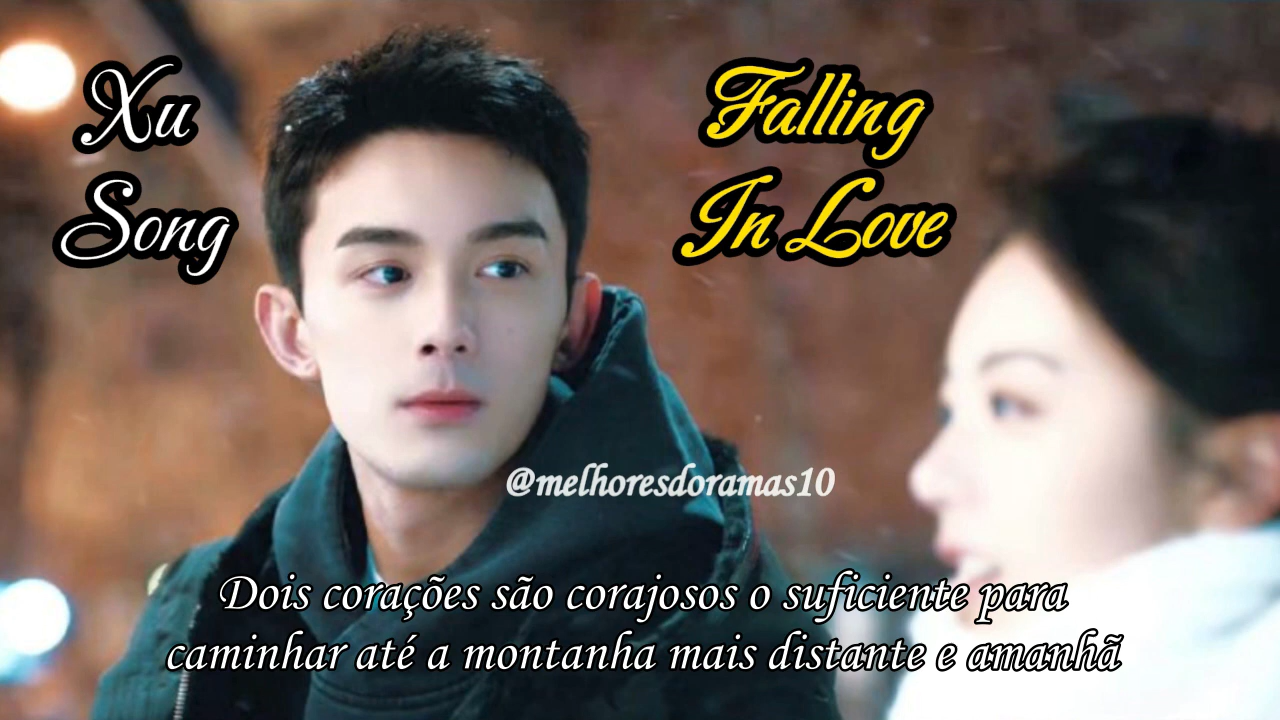 Xu
Song
Falling
In Love
@melhoresdoramas10
Dois corações são corajosos o suficiente para
caminhar até a montanha mais distante e amanhã